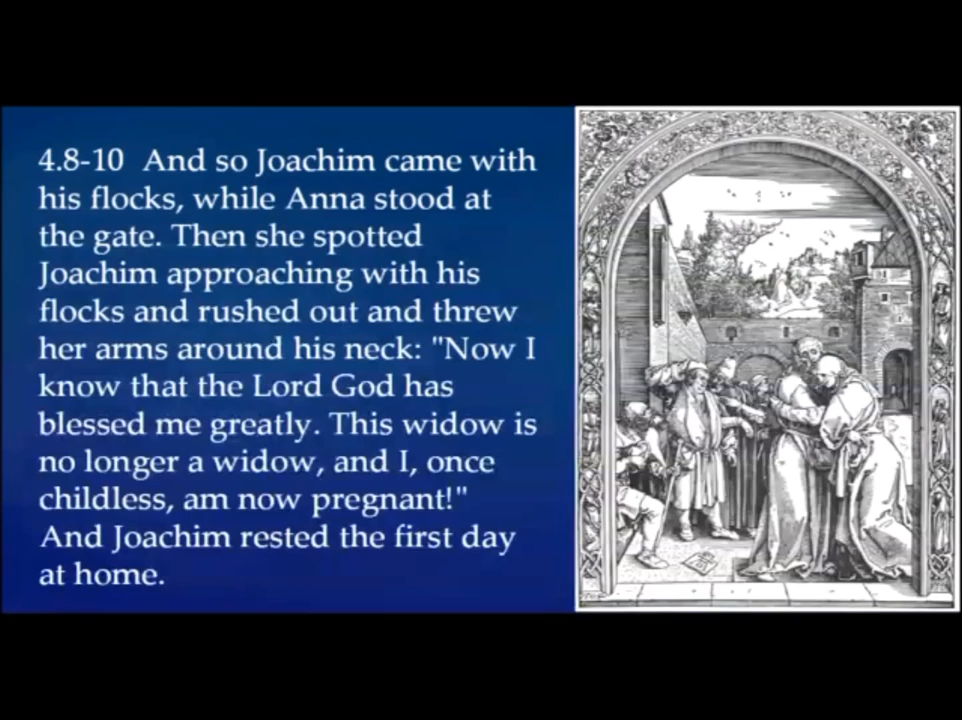 4.8-10 And so Joachim came with
his flocks, while Anna stood at
the gate. Then she spotted
Joachim approaching with his
flocks and rushed out and threw
her arms around his neck: "Now I
know that the Lord God has
blessed me greatly. This widow is
no longer a widow, and I, once
childless, am now pregnant!"
And Joachim rested the first day
at home.